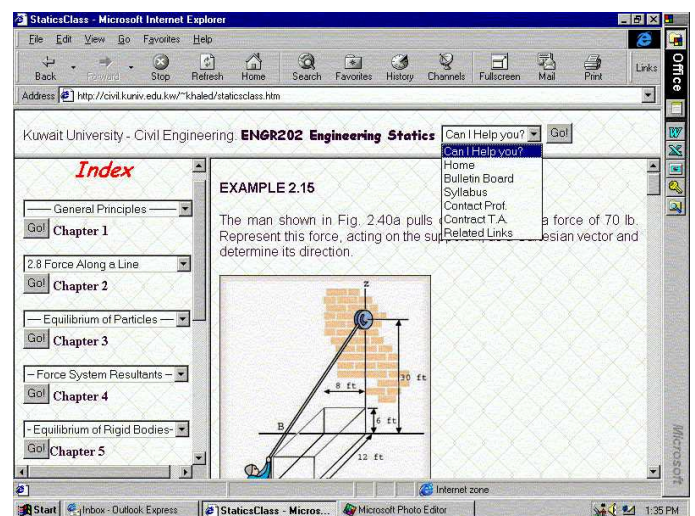 StaticsClass - Microsoft Internet Explorer
File Edit View Go Favorites Help
Back Forward Stop Refresh Home Search Favorites History Channels Fullscreen Mail Print Links
Address http://civil.kuniv.edu.kw/~khaled/staticsclass.htm
Kuwait University - Civil Engineering. ENGR202 Engineering Statics Can I Help you? Go!
Can I Help you?
Home
Bulletin Board
Syllabus
Contact Prof.
Contract T.A.
Related Links
Index
General Principles
Go! Chapter 1
2.8 Force Along a Line
Go! Chapter 2
Equilibrium of Particles
Go! Chapter 3
- Force System Resultants -
Go! Chapter 4
- Equilibrium of Rigid Bodies-
Go! Chapter 5
EXAMPLE 2.15
The man shown in Fig. 2.40a pulls a force of 70 lb.
Represent this force, acting on the sup esian vector and
determine its direction.
z
30 ft
8 ft
B
6 ft
12 ft
Internet zone
Start Inbox - Outlook Express StaticsClass - Micros... Microsoft Photo Editor 1:35 PM
Office
Microsoft